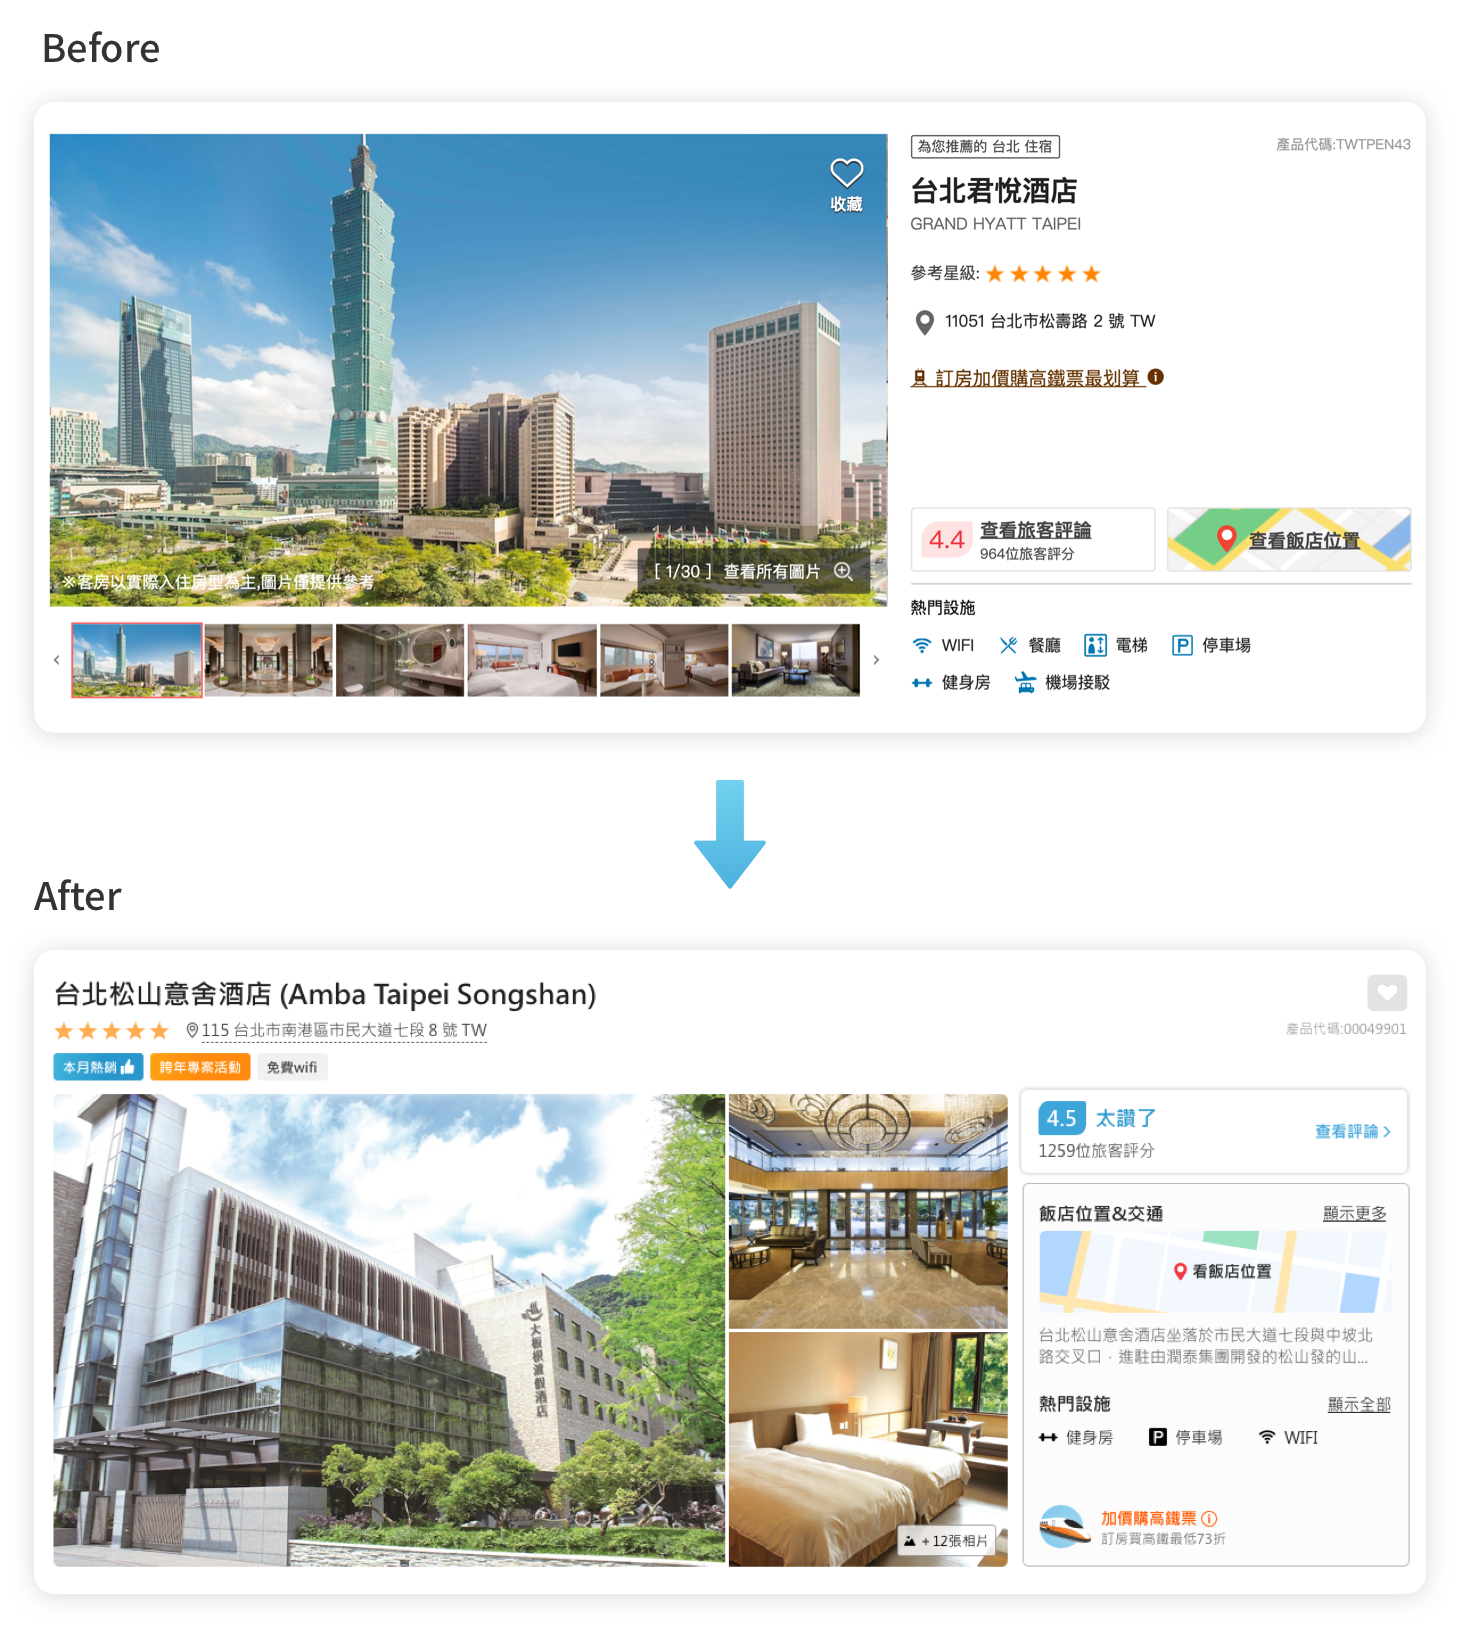 Before
收藏
※客房以實際入住房型為主,圖片僅提供參考
[ 1/30 ] 查看所有圖片
為您推薦的 台北 住宿
產品代碼:TWTPEN43
台北君悅酒店
GRAND HYATT TAIPEI
參考星級:
11051 台北市松壽路 2 號 TW
訂房加價購高鐵票最划算
4.4
查看旅客評論
964位旅客評分
查看飯店位置
熱門設施
WIFI
餐廳
電梯
停車場
健身房
機場接駁
After
台北松山意舍酒店 (Amba Taipei Songshan)
115 台北市南港區市民大道七段 8 號 TW
產品代碼:00049901
本月熱銷
跨年專案活動
免費wifi
大板根渡假酒店
+12張相片
4.5
太讚了
1259位旅客評分
查看評論
飯店位置&交通
顯示更多
看飯店位置
台北松山意舍酒店坐落於市民大道七段與中坡北
路交叉口．進駐由潤泰集團開發的松山發的山...
熱門設施
顯示全部
健身房
停車場
WIFI
加價購高鐵票
訂房買高鐵最低73折